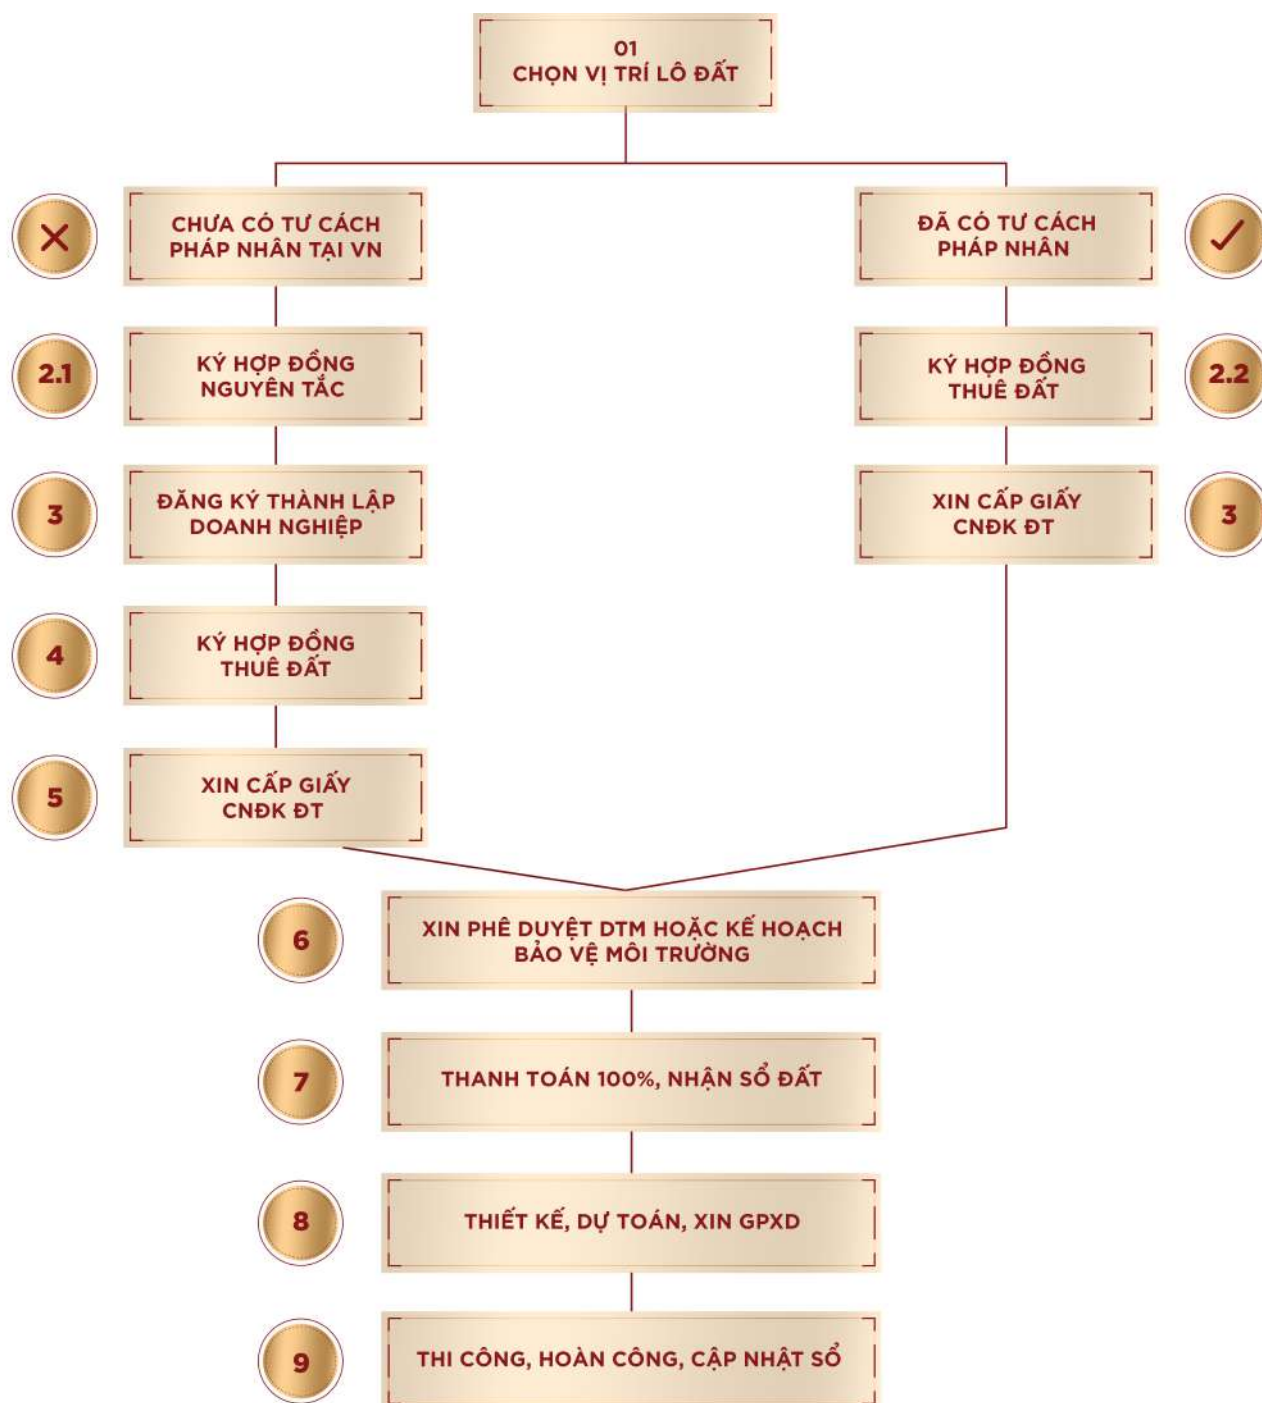 01
CHỌN VỊ TRÍ LÔ ĐẤT
CHƯA CÓ TƯ CÁCH
PHÁP NHÂN TẠI VN
ĐÃ CÓ TƯ CÁCH
PHÁP NHÂN
2.1
KÝ HỢP ĐỒNG
NGUYÊN TẮC
KÝ HỢP ĐỒNG
THUÊ ĐẤT
2.2
3
ĐĂNG KÝ THÀNH LẬP
DOANH NGHIỆP
XIN CẤP GIẤY
CNĐK ĐT
3
4
KÝ HỢP ĐỒNG
THUÊ ĐẤT
5
XIN CẤP GIẤY
CNĐK ĐT
6
XIN PHÊ DUYỆT DTM HOẶC KẾ HOẠCH
BẢO VỆ MÔI TRƯỜNG
7
THANH TOÁN 100%, NHẬN SỔ ĐẤT
8
THIẾT KẾ, DỰ TOÁN, XIN GPXD
9
THI CÔNG, HOÀN CÔNG, CẬP NHẬT SỔ